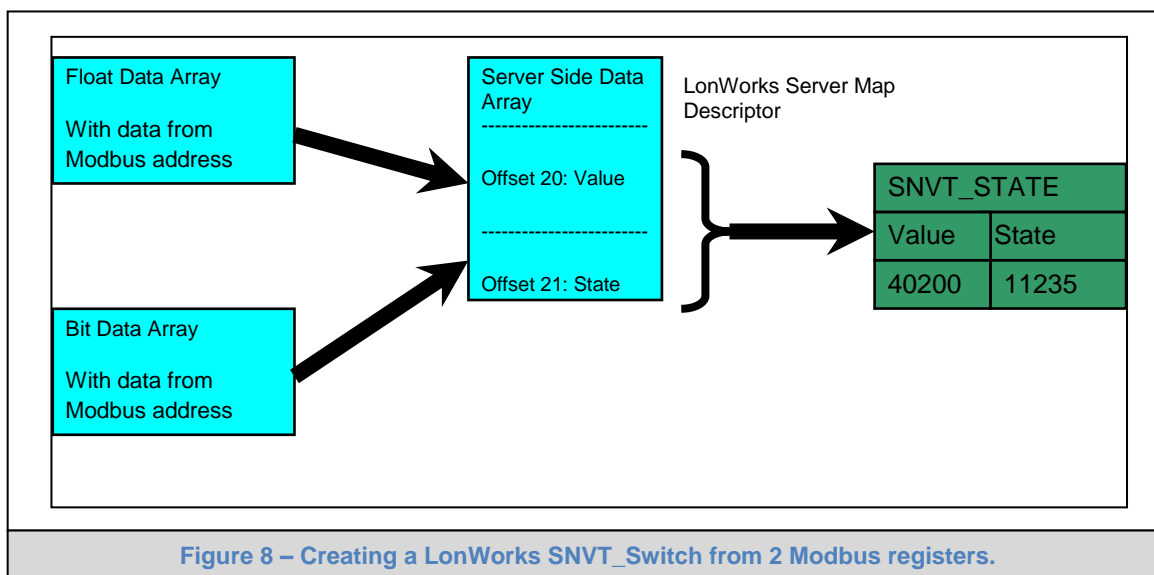 Float Data Array
With data from
Modbus address
Server Side Data
Array
--------------------------
Offset 20: Value
--------------------------
Offset 21: State
LonWorks Server Map
Descriptor
SNVT_STATE
Value State
40200 11235
Bit Data Array
With data from
Modbus address
Figure 8 – Creating a LonWorks SNVT_Switch from 2 Modbus registers.